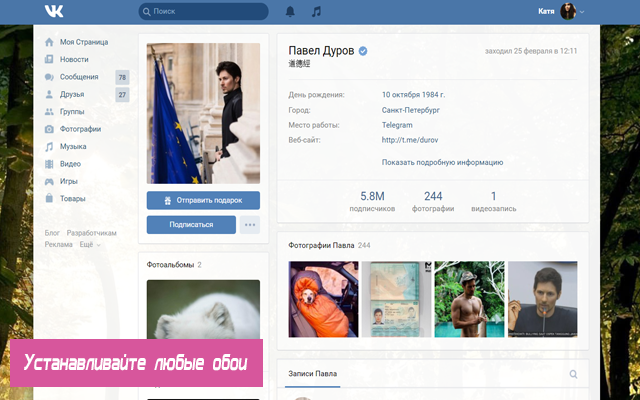 Поиск
Катя
Моя Страница
Новости
Сообщения 78
Друзья 27
Группы
Фотографии
Музыка
Видео
Игры
Товары
Блог Разработчикам
Реклама Ещё
Отправить подарок
Подписаться
Фотоальбомы 2
Павел Дуров
заходил 25 февраля в 12:11
道德經
День рождения: 10 октября 1984 г.
Город: Санкт-Петербург
Место работы: Telegram
Веб-сайт: http://t.me/durov
Показать подробную информацию
5.8M 244 1
подписчиков фотографии видеозапись
Фотографии Павла 244
Записи Павла
Устанавливайте любые обои